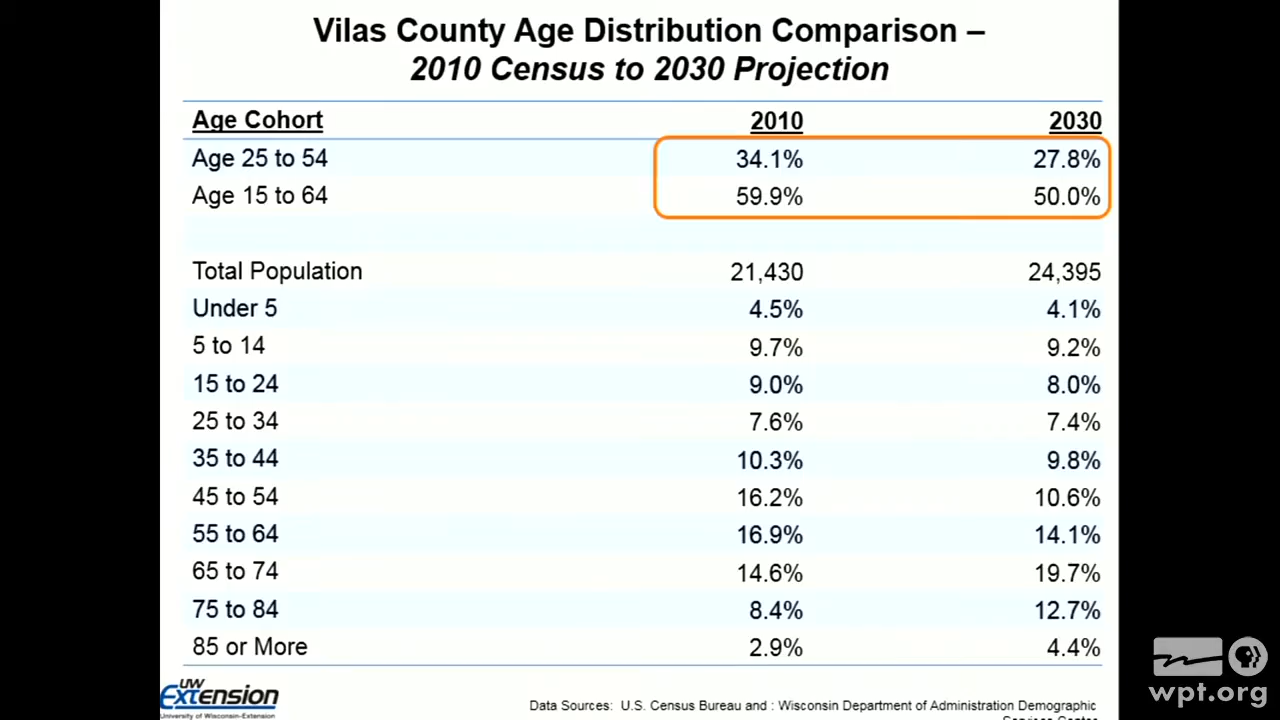 Vilas County Age Distribution Comparison –
2010 Census to 2030 Projection
Age Cohort 2010 2030
Age 25 to 54 34.1% 27.8%
Age 15 to 64 59.9% 50.0%
Total Population 21,430 24,395
Under 5 4.5% 4.1%
5 to 14 9.7% 9.2%
15 to 24 9.0% 8.0%
25 to 34 7.6% 7.4%
35 to 44 10.3% 9.8%
45 to 54 16.2% 10.6%
55 to 64 16.9% 14.1%
65 to 74 14.6% 19.7%
75 to 84 8.4% 12.7%
85 or More 2.9% 4.4%
UW
Extension
University of Wisconsin-Extension
Data Sources: U.S. Census Bureau and : Wisconsin Department of Administration Demographic
Services Center
wpt.org